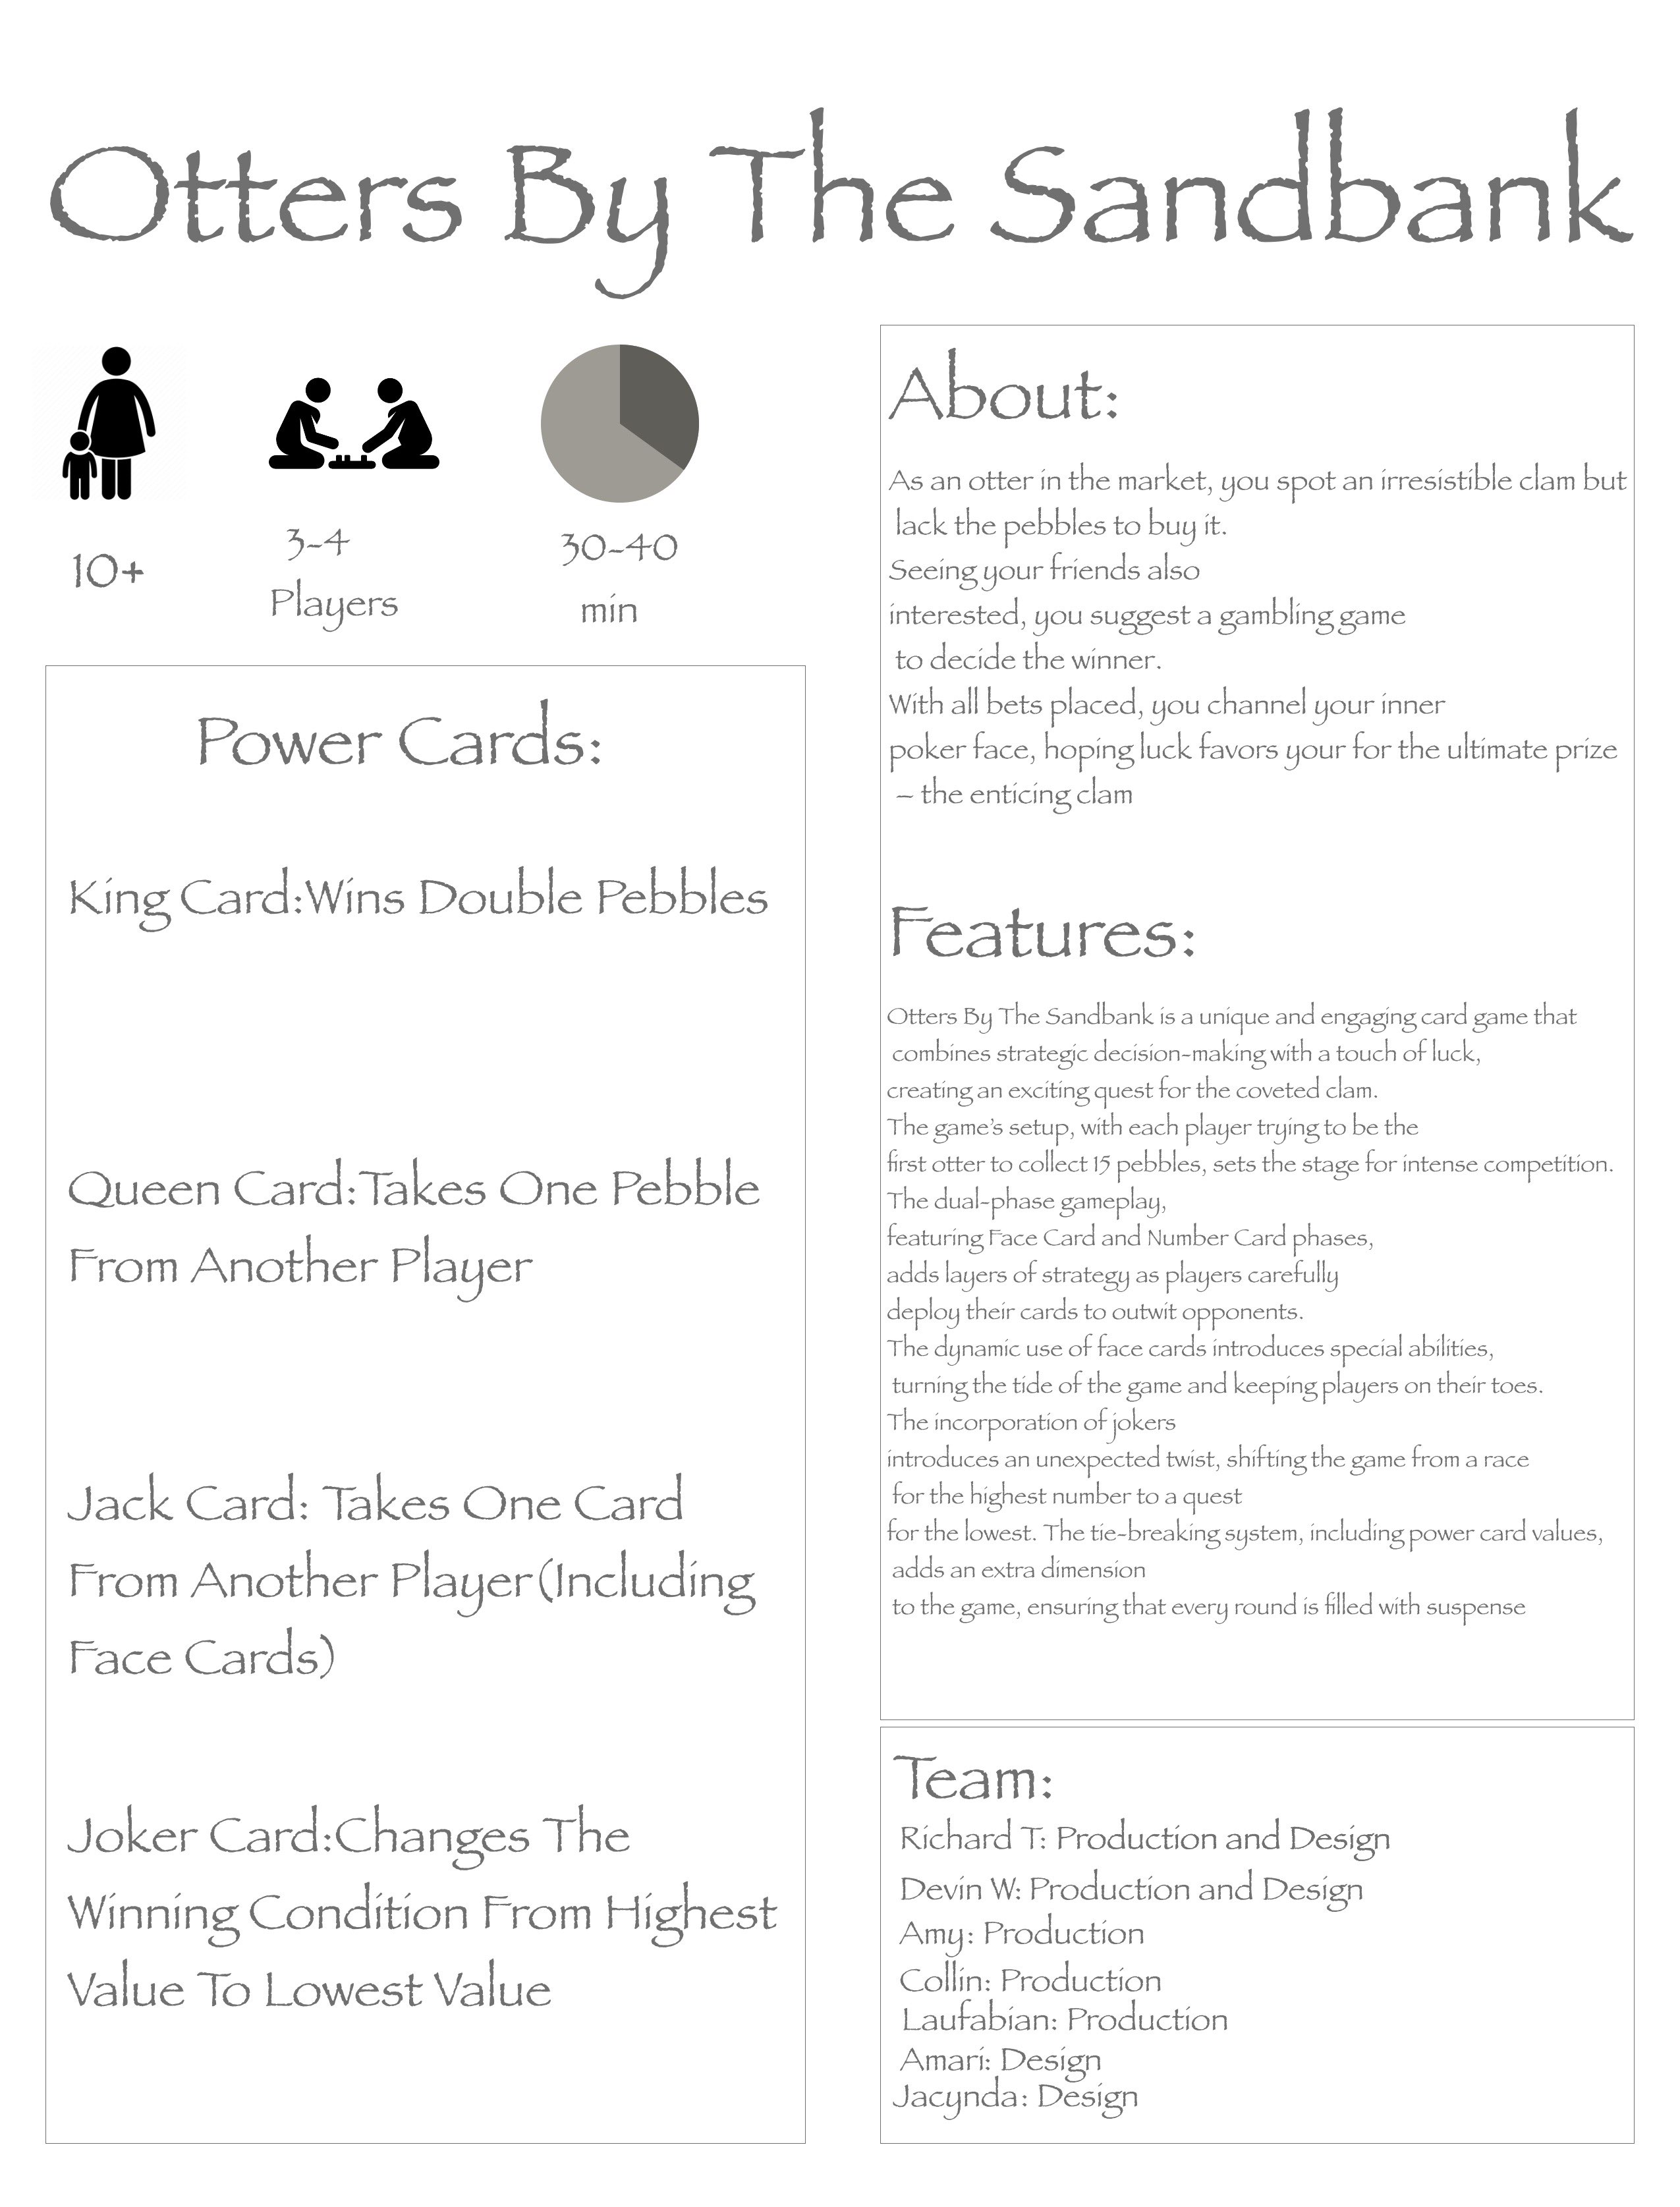 Otters By The Sandbank
10+
3-4
Players
30-40
min
Power Cards:
King Card:Wins Double Pebbles
Queen Card:Takes One Pebble
From Another Player
Jack Card: Takes One Card
From Another Player(Including
Face Cards)
Joker Card:Changes The
Winning Condition From Highest
Value To Lowest Value
About:
As an otter in the market, you spot an irresistible clam but
lack the pebbles to buy it.
Seeing your friends also
interested, you suggest a gambling game
to decide the winner.
With all bets placed, you channel your inner
poker face, hoping luck favors your for the ultimate prize
– the enticing clam
Features:
Otters By The Sandbank is a unique and engaging card game that
combines strategic decision-making with a touch of luck,
creating an exciting quest for the coveted clam.
The game’s setup, with each player trying to be the
first otter to collect 15 pebbles, sets the stage for intense competition.
The dual-phase gameplay,
featuring Face Card and Number Card phases,
adds layers of strategy as players carefully
deploy their cards to outwit opponents.
The dynamic use of face cards introduces special abilities,
turning the tide of the game and keeping players on their toes.
The incorporation of jokers
introduces an unexpected twist, shifting the game from a race
for the highest number to a quest
for the lowest. The tie-breaking system, including power card values,
adds an extra dimension
to the game, ensuring that every round is filled with suspense
Team:
Richard T: Production and Design
Devin W: Production and Design
Amy: Production
Collin: Production
Laufabian: Production
Amari: Design
Jacynda: Design